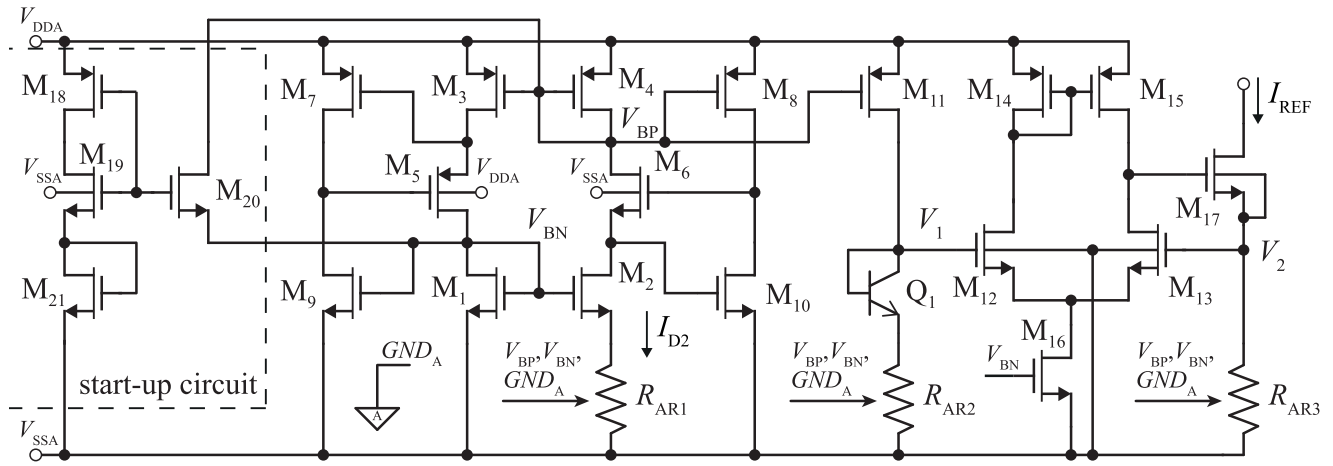 V_DDA
M_18
M_7
M_3
M_4
V_BP
M_8
M_11
M_14
M_15
I_REF
M_19
V_SSA
M_20
M_5
V_DDA
V_SSA
M_6
M_17
V_BN
V_1
V_2
M_21
M_9
M_1
M_2
M_10
Q_1
M_12
M_13
I_D2
M_16
V_BN
GND_A
A
V_BP, V_BN,
GND_A
R_AR1
V_BP, V_BN,
GND_A
R_AR2
V_BP, V_BN,
GND_A
R_AR3
start-up circuit
V_SSA